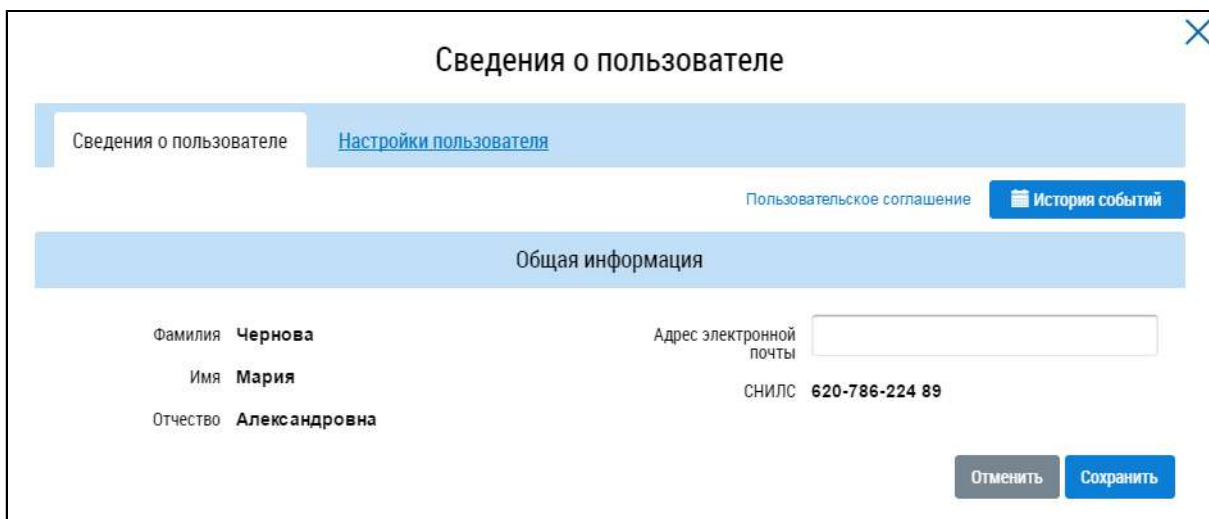 Сведения о пользователе
Сведения о пользователе Настройки пользователя
Пользовательское соглашение История событий
Общая информация
Фамилия Чернова
Имя Мария
Отчество Александровна
Адрес электронной
почты
СНИЛС 620-786-224 89
Отменить Сохранить